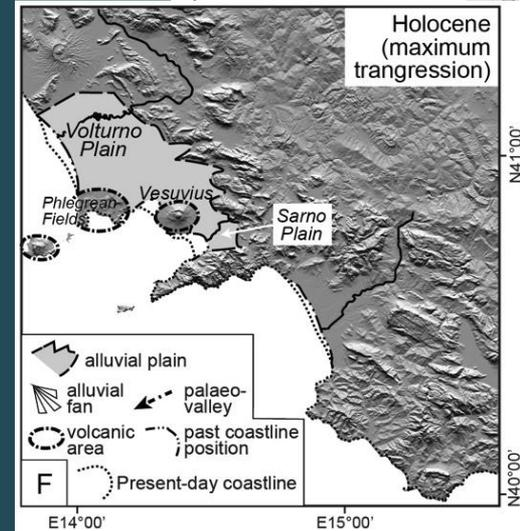 Holocene
(maximum
trangression)
Volturno
Plain
Phlegrean
Fields
Vesuvius
Sarno
Plain
N41°00'
alluvial plain
alluvial
fan
palaeo-
valley
volcanic
area
past coastline
position
F
Present-day coastline
N40°00'
E14°00'
E15°00'